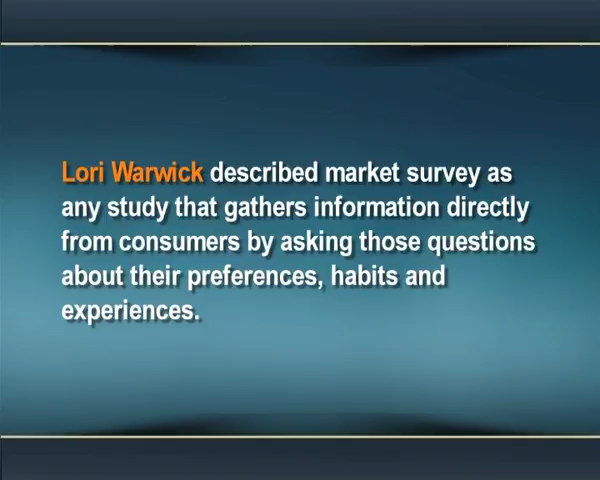 Lori Warwick described market survey as
any study that gathers information directly
from consumers by asking those questions
about their preferences, habits and
experiences.